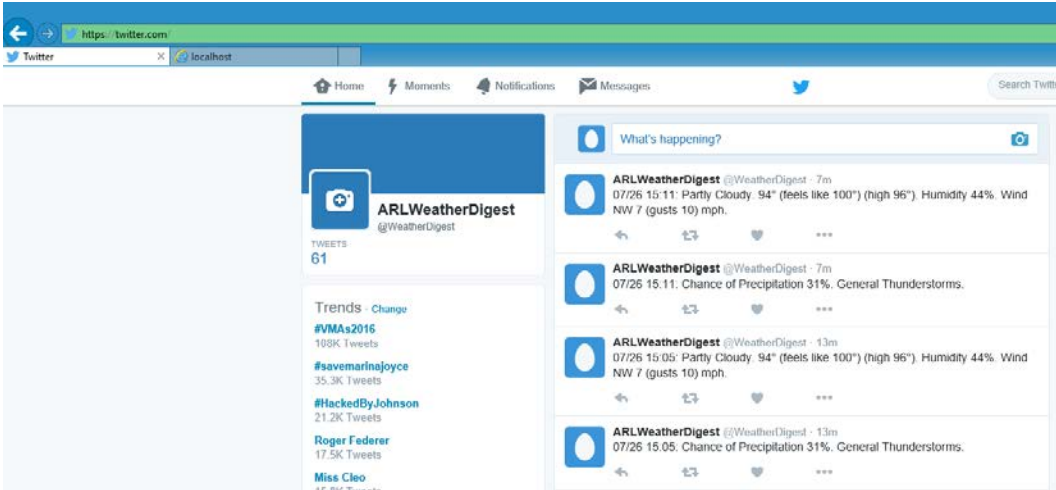 https://twitter.com/
Twitter
localhost
Home
Moments
Notifications
Messages
Search Twitt
ARLWeatherDigest
@WeatherDigest
TWEETS
61
Trends · Change
#VMAs2016
108K Tweets
#savemarinajoyce
35.3K Tweets
#HackedByJohnson
21.2K Tweets
Roger Federer
17.5K Tweets
Miss Cleo
What's happening?
ARLWeatherDigest @WeatherDigest · 7m
07/26 15:11: Partly Cloudy. 94° (feels like 100°) (high 96°). Humidity 44%. Wind
NW 7 (gusts 10) mph.
ARLWeatherDigest @WeatherDigest · 7m
07/26 15:11: Chance of Precipitation 31%. General Thunderstorms.
ARLWeatherDigest @WeatherDigest · 13m
07/26 15:05: Partly Cloudy. 94° (feels like 100°) (high 96°). Humidity 44%. Wind
NW 7 (gusts 10) mph.
ARLWeatherDigest @WeatherDigest · 13m
07/26 15:05: Chance of Precipitation 31%. General Thunderstorms.